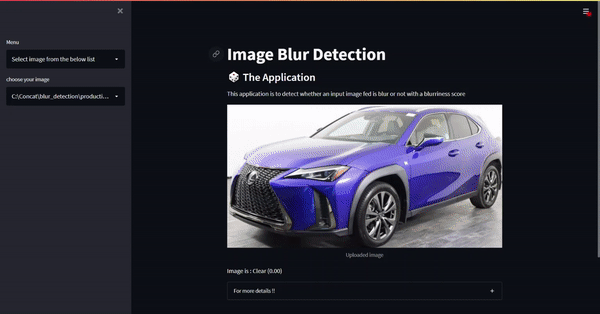 Menu
Select image from the below list
choose your image
C:\Concat\blur_detection\producti...
Image Blur Detection
The Application
This application is to detect whether an input image fed is blur or not with a blurriness score
Uploaded Image
Image is : Clear (0.00)
For more details !!